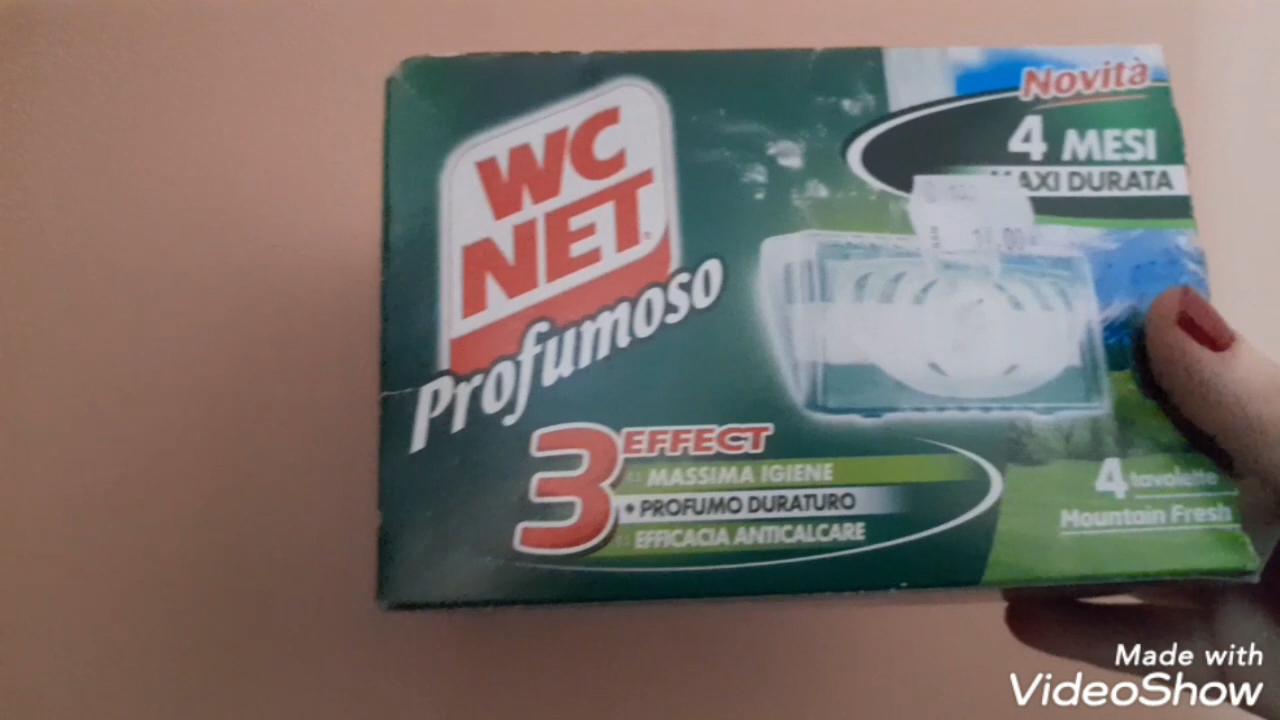 Novità
4 MESI
MAXI DURATA
WC
NET
Profumoso
3 EFFECT
MASSIMA IGIENE
• PROFUMO DURATURO
EFFICACIA ANTICALCARE
4 tavolette
Mountain Fresh
Made with
VideoShow